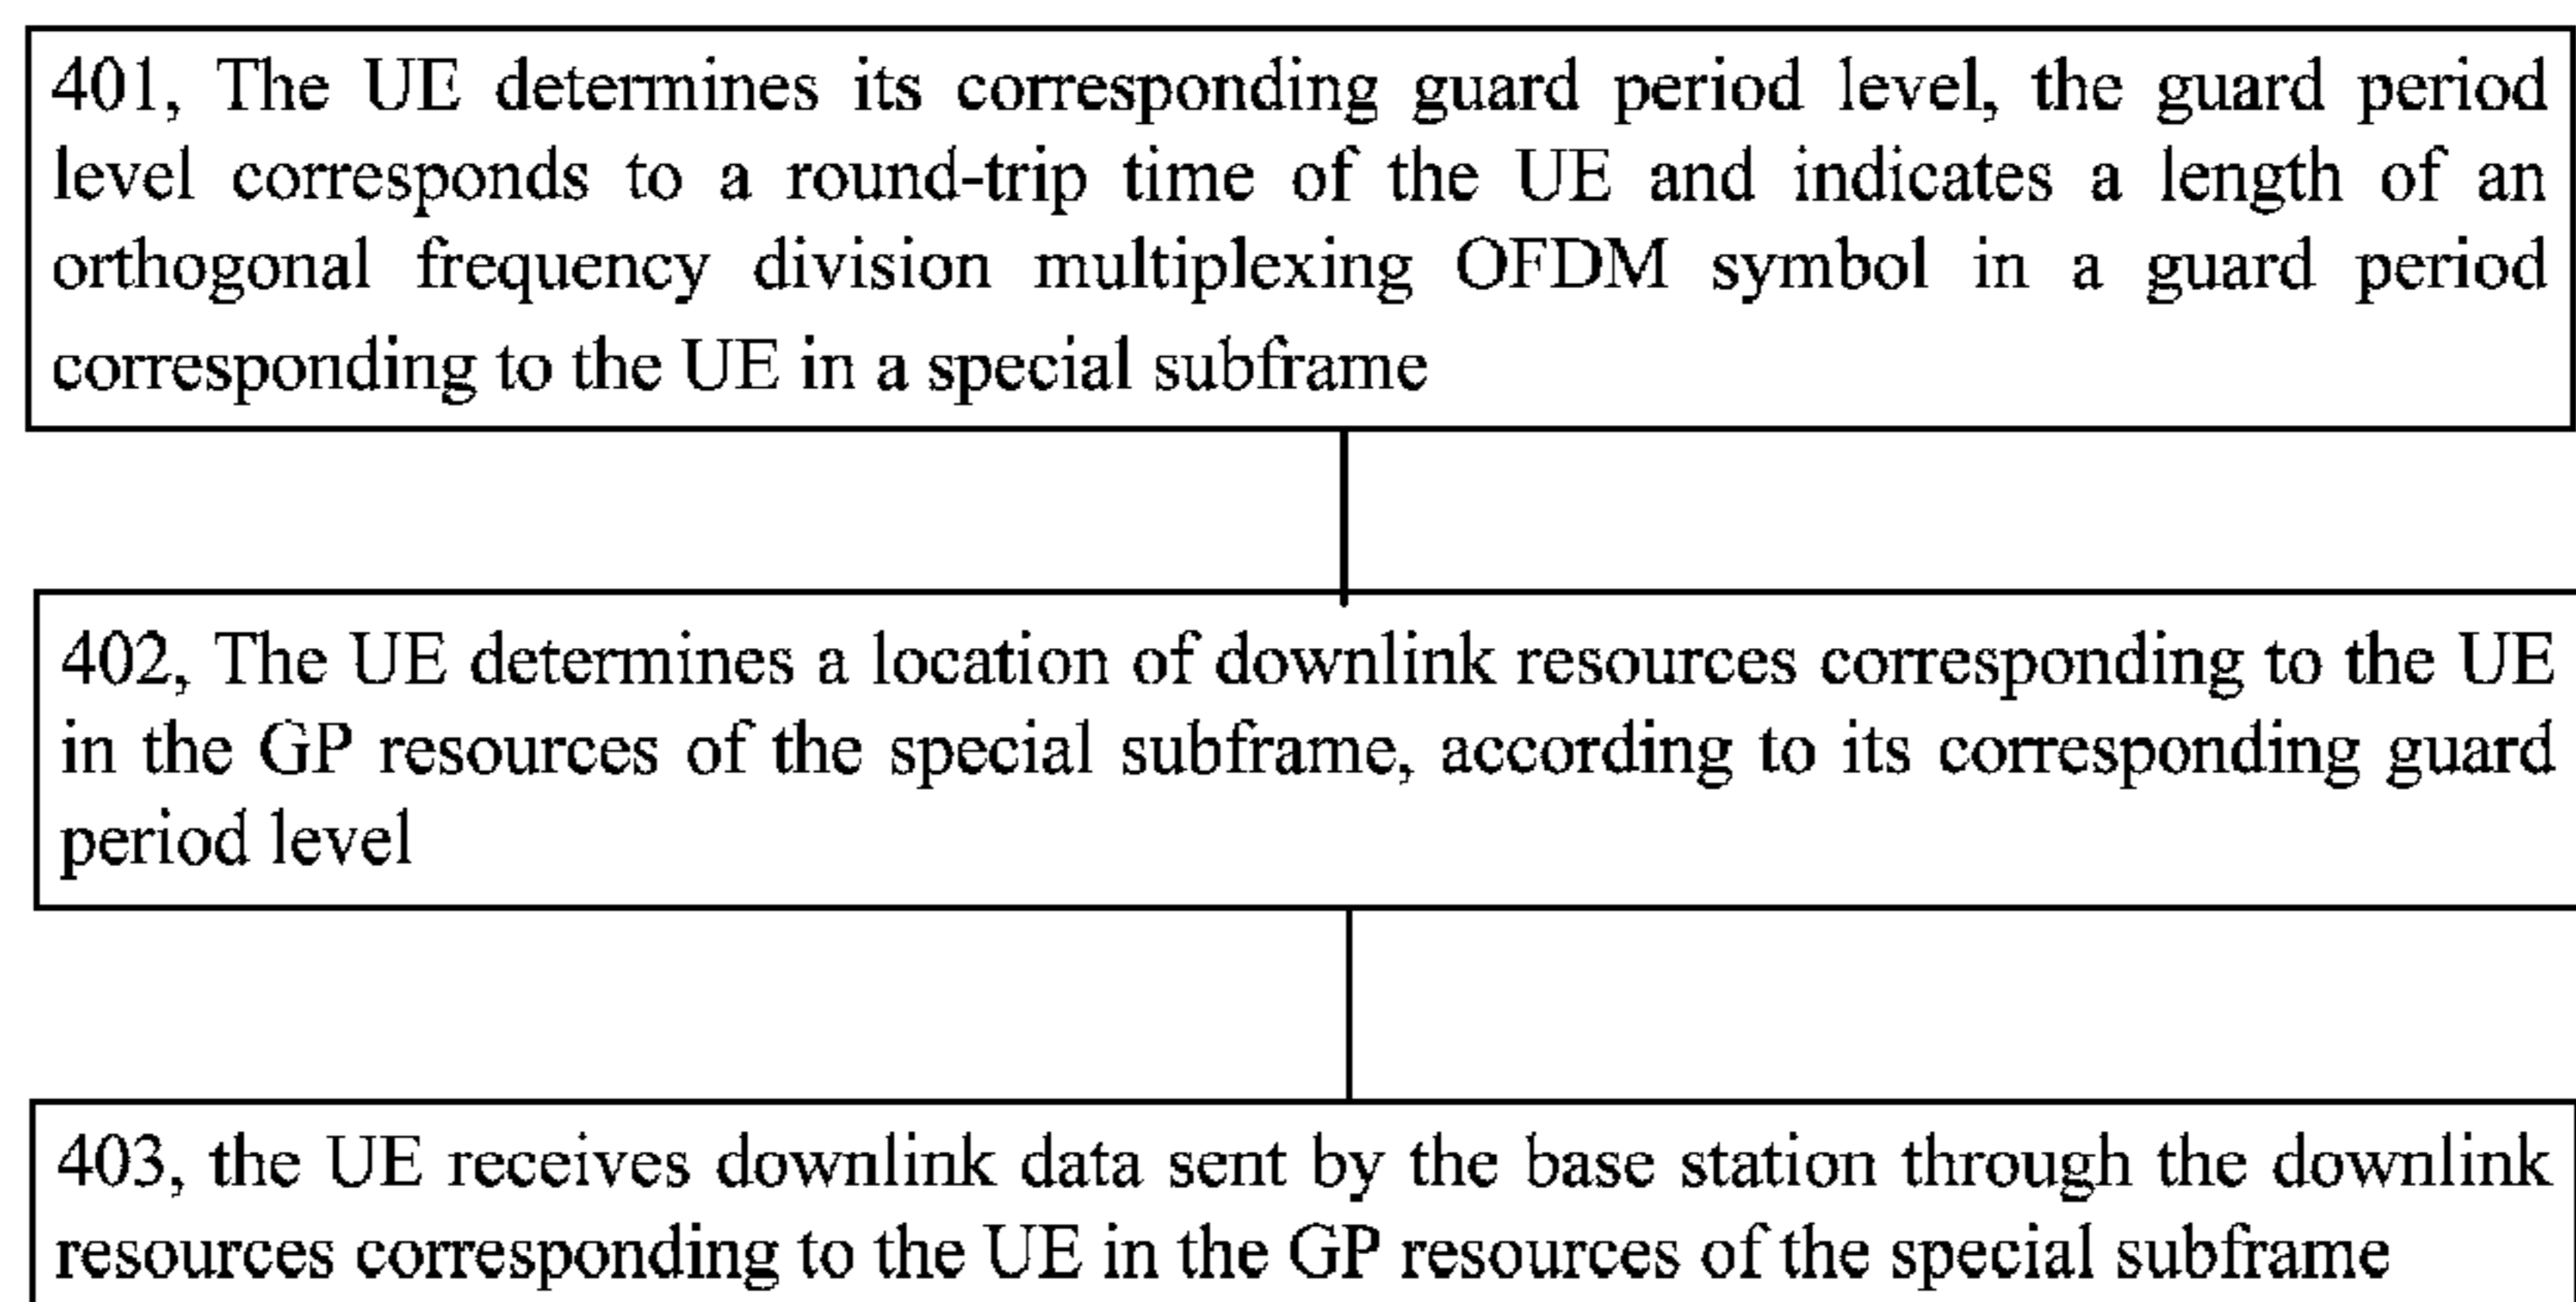 401, The UE determines its corresponding guard period level, the guard period
level corresponds to a round-trip time of the UE and indicates a length of an
orthogonal frequency division multiplexing OFDM symbol in a guard period
corresponding to the UE in a special subframe
402, The UE determines a location of downlink resources corresponding to the UE
in the GP resources of the special subframe, according to its corresponding guard
period level
403, the UE receives downlink data sent by the base station through the downlink
resources corresponding to the UE in the GP resources of the special subframe